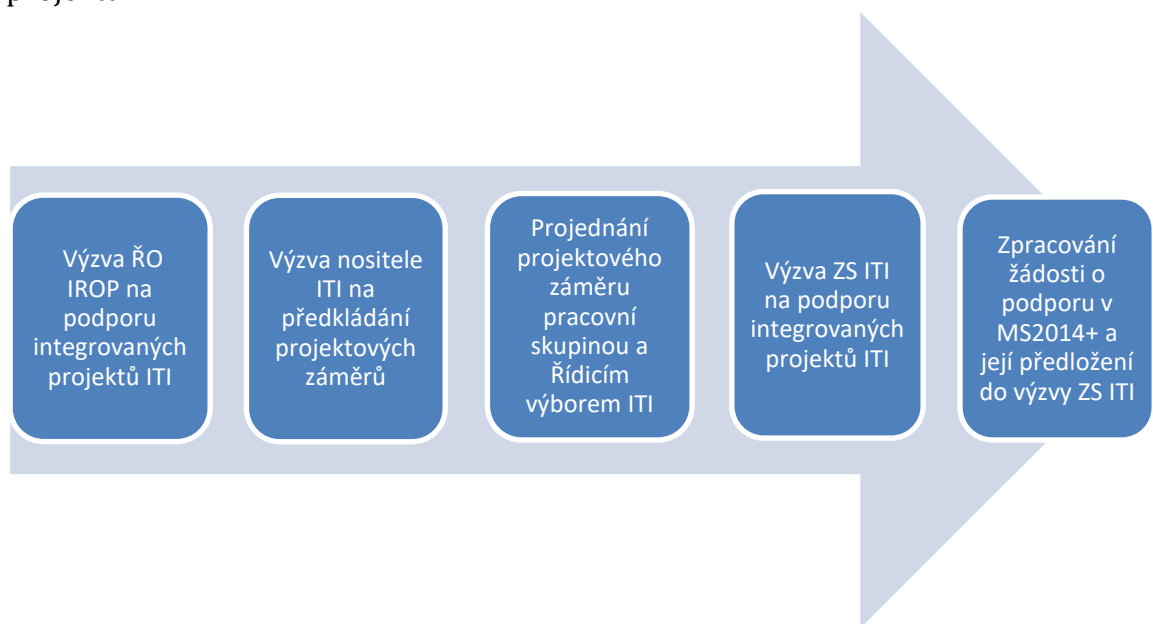 Výzva ŘO
IROP na
podporu
integrovaných
projektů ITI
Výzva nositele
ITI na
předkládání
projektových
záměrů
Projednání
projektového
záměru
pracovní
skupinou a
Řídicím
výborem ITI
Výzva ZS ITI
na podporu
integrovaných
projektů ITI
Zpracování
žádosti o
podporu v
MS2014+ a
její předložení
do výzvy ZS ITI